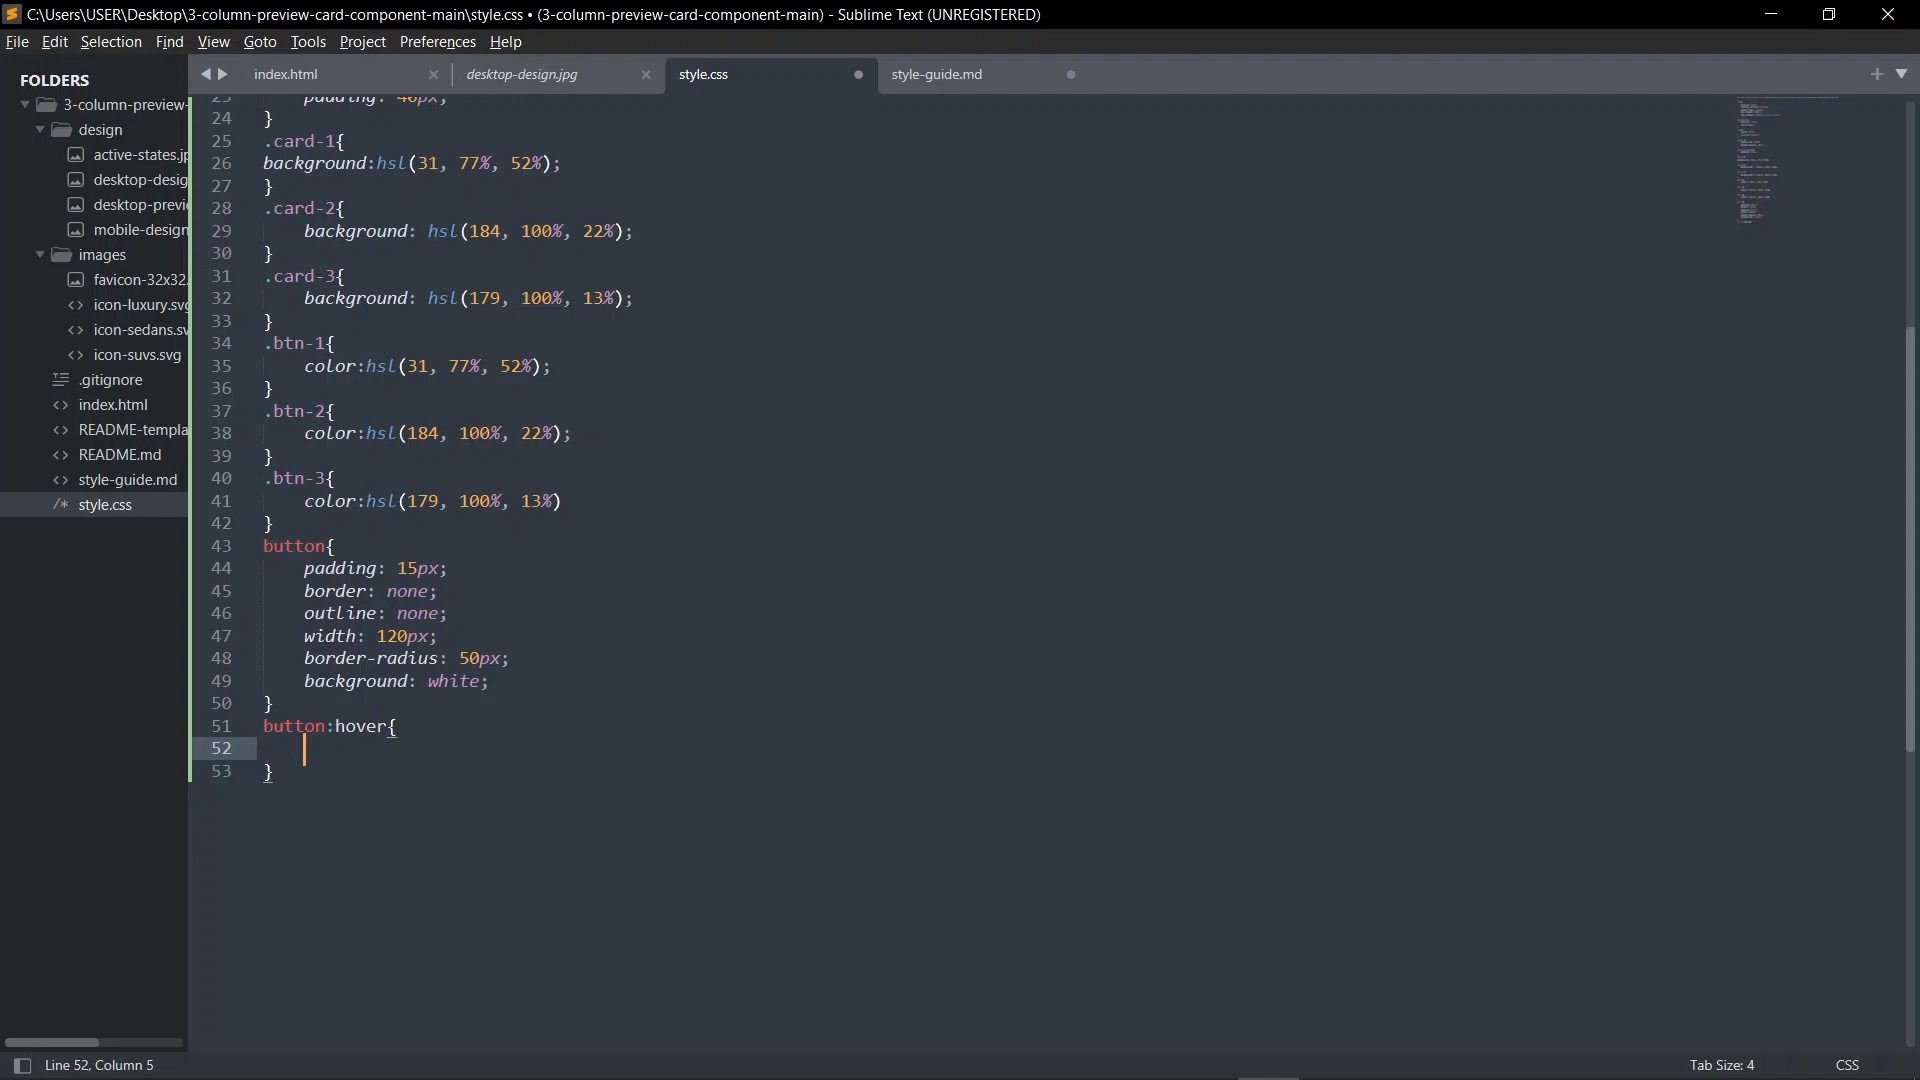 C:\Users\USER\Desktop\3-column-preview-card-component-main\style.css • (3-column-preview-card-component-main) - Sublime Text (UNREGISTERED)
File Edit Selection Find View Goto Tools Project Preferences Help
FOLDERS
3-column-preview-
design
active-states.jp
desktop-desig
desktop-previe
mobile-design
images
favicon-32x32.
icon-luxury.svg
icon-sedans.sv
icon-suvs.svg
.gitignore
index.html
README-templa
README.md
style-guide.md
style.css
index.html desktop-design.jpg style.css style-guide.md
23 padding: 40px;
24 }
25 .card-1{
26 background:hsl(31, 77%, 52%);
27 }
28 .card-2{
29 background: hsl(184, 100%, 22%);
30 }
31 .card-3{
32 background: hsl(179, 100%, 13%);
33 }
34 .btn-1{
35 color:hsl(31, 77%, 52%);
36 }
37 .btn-2{
38 color:hsl(184, 100%, 22%);
39 }
40 .btn-3{
41 color:hsl(179, 100%, 13%)
42 }
43 button{
44 padding: 15px;
45 border: none;
46 outline: none;
47 width: 120px;
48 border-radius: 50px;
49 background: white;
50 }
51 button:hover{
52
53 }
Line 52, Column 5 Tab Size: 4 CSS